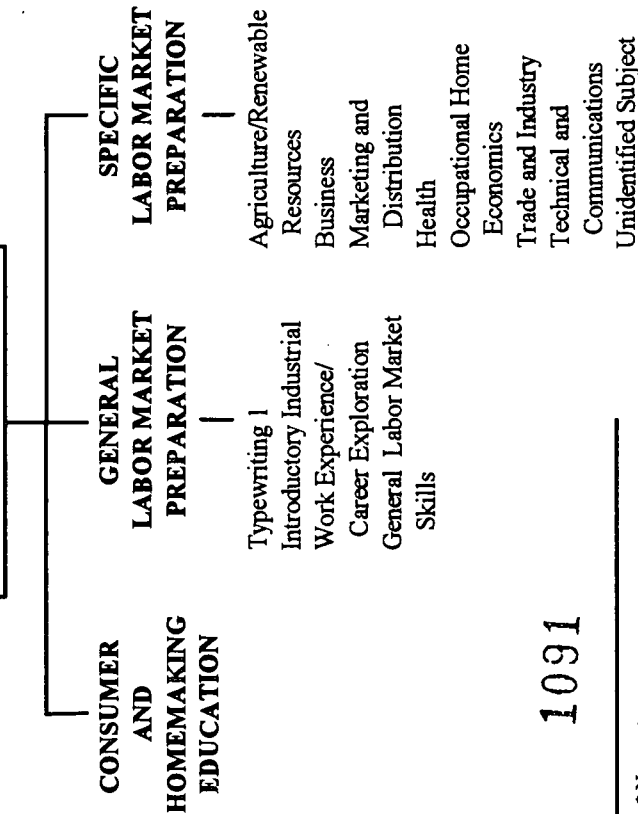 CONSUMER
AND
HOMEMAKING
EDUCATION
GENERAL
LABOR MARKET
PREPARATION
Typewriting 1
Introductory Industrial
Work Experience/
Career Exploration
General Labor Market
Skills
SPECIFIC
LABOR MARKET
PREPARATION
Agriculture/Renewable
Resources
Business
Marketing and
Distribution
Health
Occupational Home
Economics
Trade and Industry
Technical and
Communications
Unidentified Subject
1091